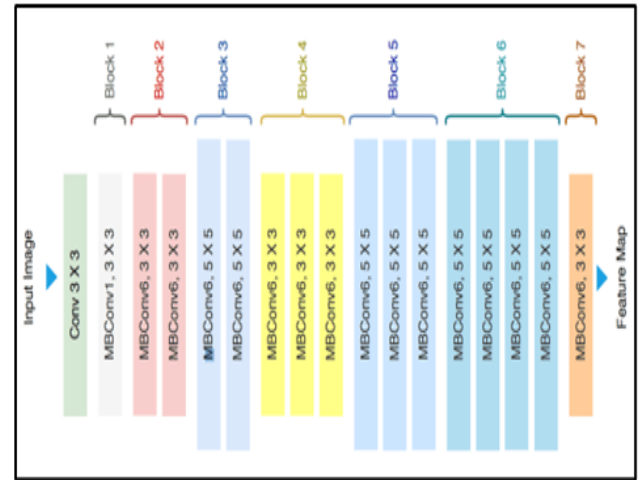 Input Image
Conv 3 X 3
Block 1
MBConv1, 3 X 3
Block 2
MBConv6, 3 X 3
MBConv6, 3 X 3
Block 3
MBConv6, 5 X 5
MBConv6, 5 X 5
Block 4
MBConv6, 3 X 3
MBConv6, 3 X 3
MBConv6, 3 X 3
Block 5
MBConv6, 5 X 5
MBConv6, 5 X 5
MBConv6, 5 X 5
Block 6
MBConv6, 5 X 5
MBConv6, 5 X 5
MBConv6, 5 X 5
MBConv6, 5 X 5
Block 7
MBConv6, 3 X 3
Feature Map